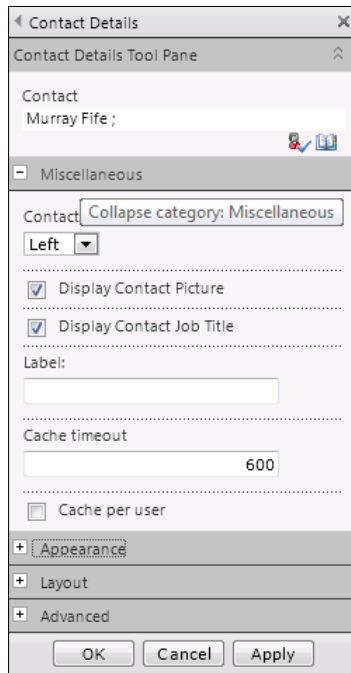 Contact Details
Contact Details Tool Pane
Contact
Murray Fife ;
Miscellaneous
Contact
Collapse category: Miscellaneous
Left
Display Contact Picture
Display Contact Job Title
Label:
Cache timeout
600
Cache per user
Appearance
Layout
Advanced
OK Cancel Apply